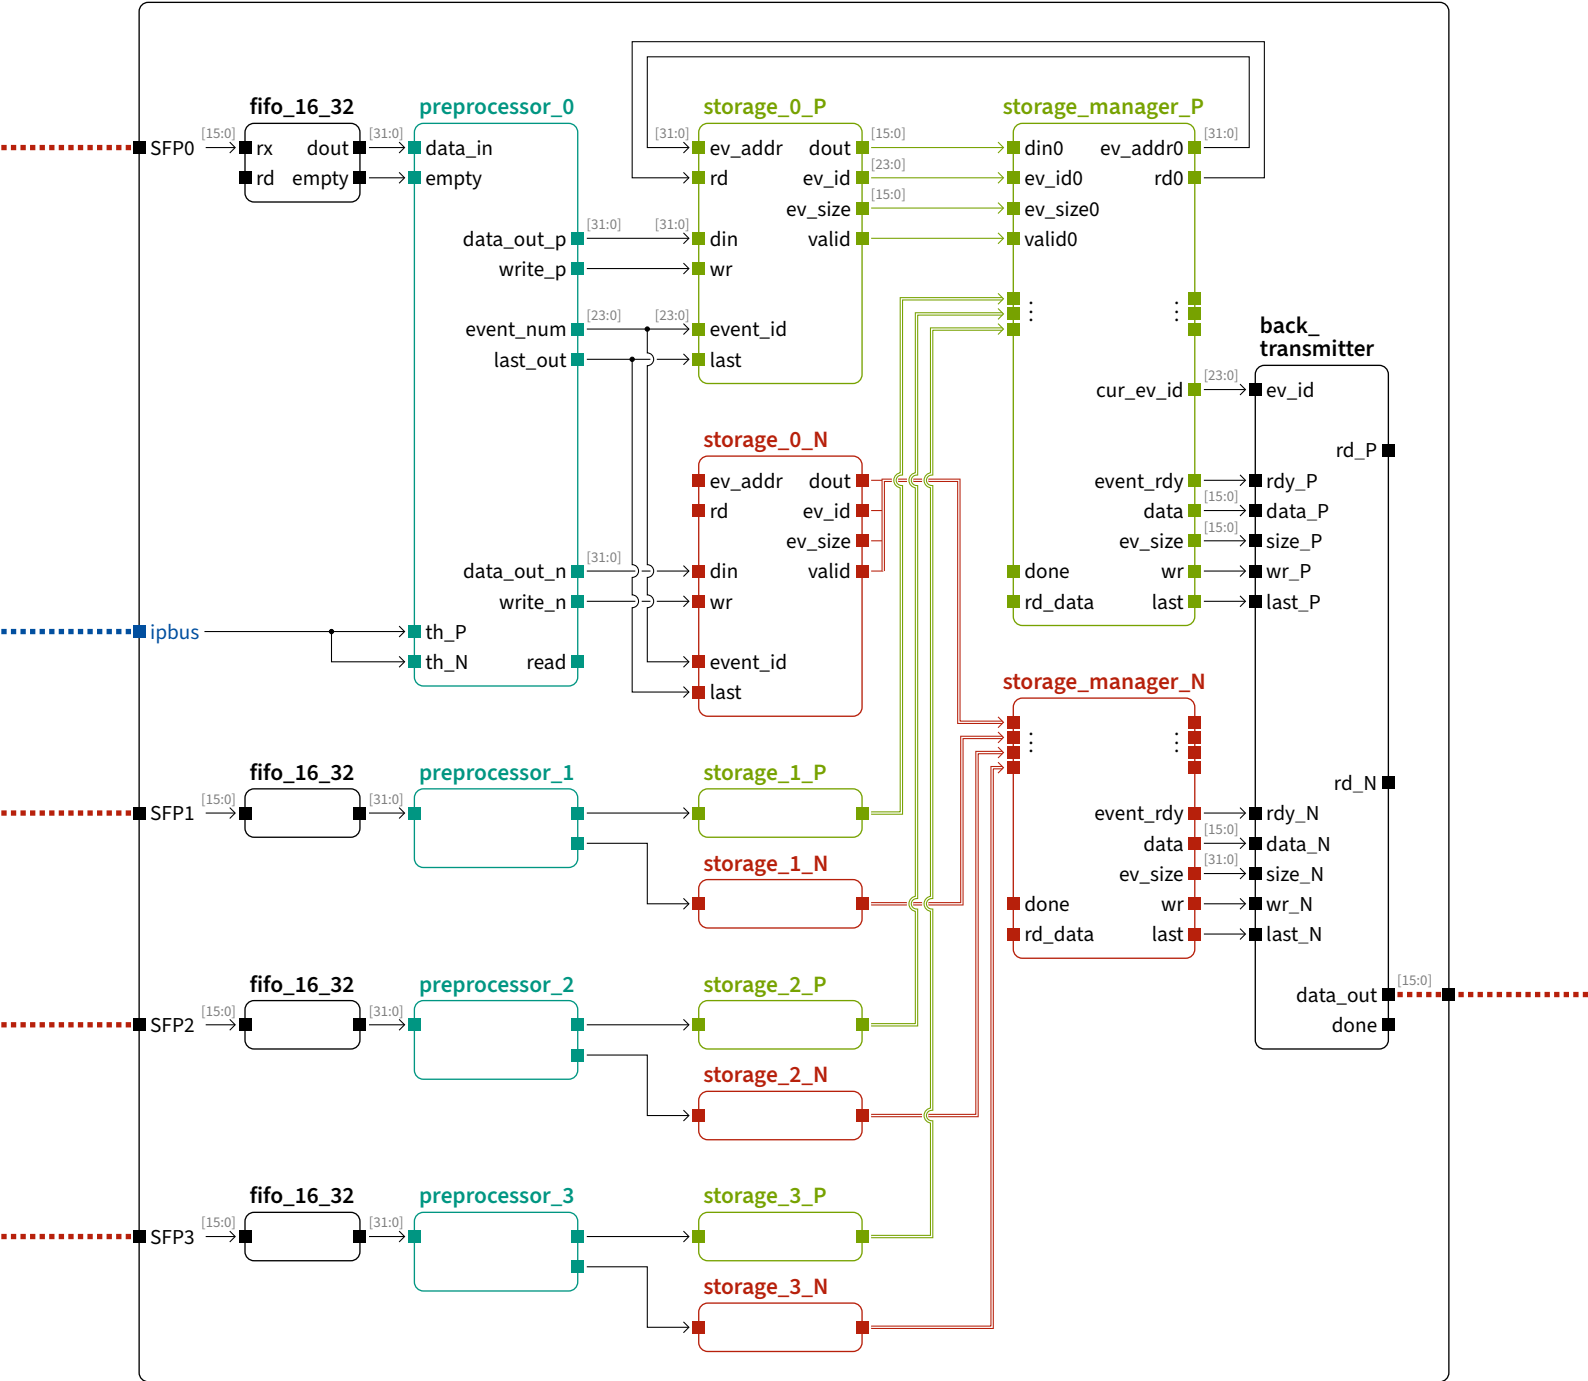 fifo_16_32
preprocessor_0
storage_0_P
storage_manager_P
[15:0]
[31:0]
[31:0]
[15:0]
[31:0]
SFP0
rx
dout
data_in
ev_addr
dout
din0
ev_addr0
[23:0]
rd
empty
empty
rd
ev_id
ev_id0
rd0
[15:0]
ev_size
ev_size0
[31:0]
[31:0]
data_out_p
din
valid
valid0
write_p
wr
[23:0]
[23:0]
event_num
event_id
last_out
last
⋮
⋮
back_
transmitter
[23:0]
cur_ev_id
ev_id
storage_0_N
rd_P
ev_addr
dout
event_rdy
rdy_P
[15:0]
rd
ev_id
data
data_P
[15:0]
ev_size
ev_size
size_P
[31:0]
data_out_n
din
valid
done
wr
wr_P
write_n
wr
rd_data
last
last_P
ipbus
th_P
th_N
read
event_id
last
storage_manager_N
⋮
⋮
fifo_16_32
preprocessor_1
storage_1_P
rd_N
[15:0]
[31:0]
SFP1
event_rdy
rdy_N
[15:0]
data
data_N
storage_1_N
[31:0]
ev_size
size_N
done
wr
wr_N
rd_data
last
last_N
fifo_16_32
preprocessor_2
storage_2_P
[15:0]
data_out
[15:0]
[31:0]
SFP2
done
storage_2_N
fifo_16_32
preprocessor_3
storage_3_P
[15:0]
[31:0]
SFP3
storage_3_N